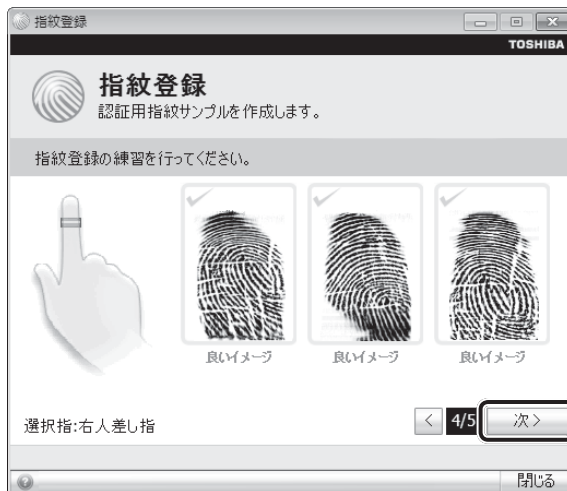 指紋登録
TOSHIBA
指紋登録
認証用指紋サンプルを作成します。
指紋登録の練習を行ってください。
良いイメージ 良いイメージ 良いイメージ
選択指:右人差し指 < 4/5 次 >
? 閉じる